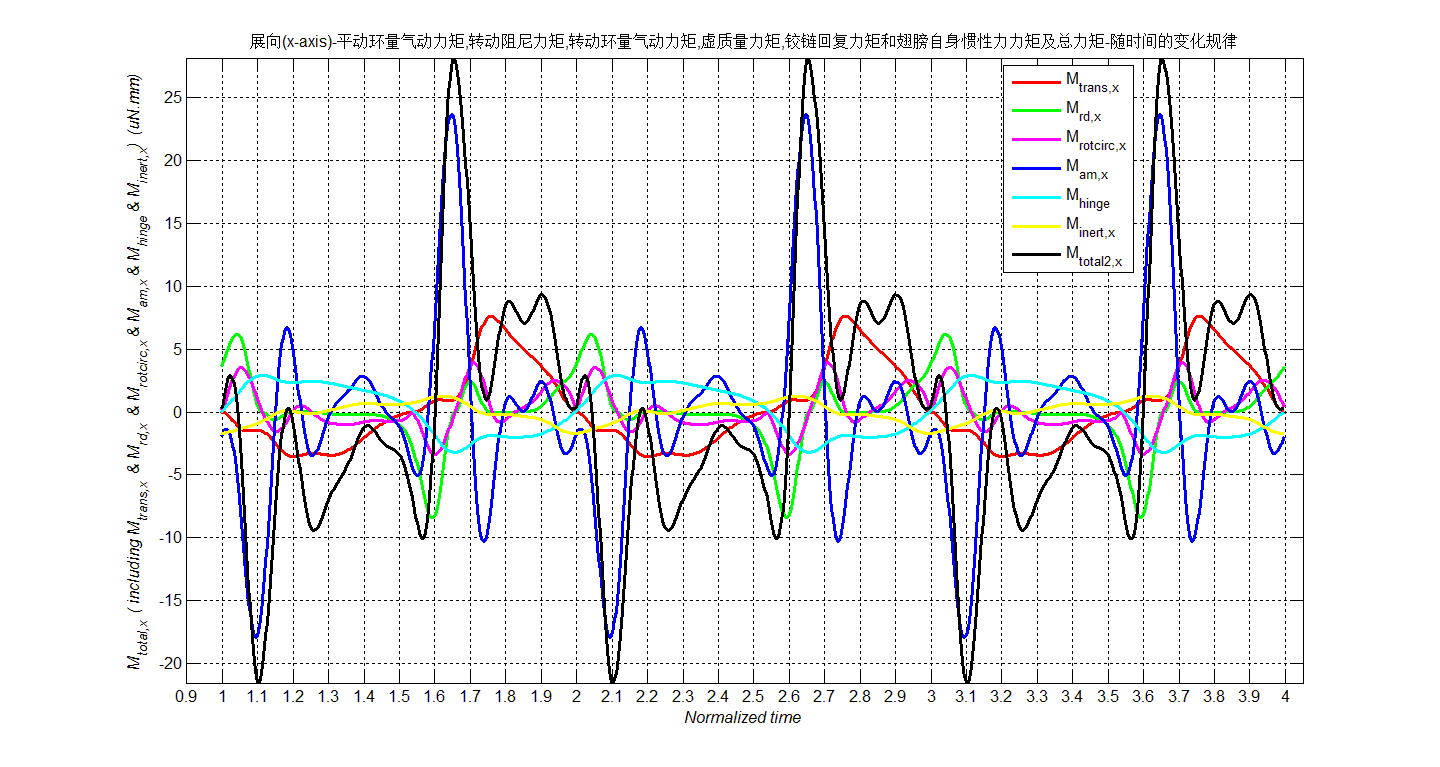 展向(x-axis)-平动环量气动力矩,转动阻尼力矩,转动环量气动力矩,虚质量力矩,铰链回复力矩和翅膀自身惯性力力矩及总力矩-随时间的变化规律
M_total,x ( including M_trans,x & M_rd,x & M_rotcirc,x & M_am,x & M_hinge & M_inert,x ) (uN.mm)
25
20
15
10
5
0
-5
-10
-15
-20
M_trans,x
M_rd,x
M_rotcirc,x
M_am,x
M_hinge
M_inert,x
M_total2,x
0.9 1 1.1 1.2 1.3 1.4 1.5 1.6 1.7 1.8 1.9 2 2.1 2.2 2.3 2.4 2.5 2.6 2.7 2.8 2.9 3 3.1 3.2 3.3 3.4 3.5 3.6 3.7 3.8 3.9 4
Normalized time